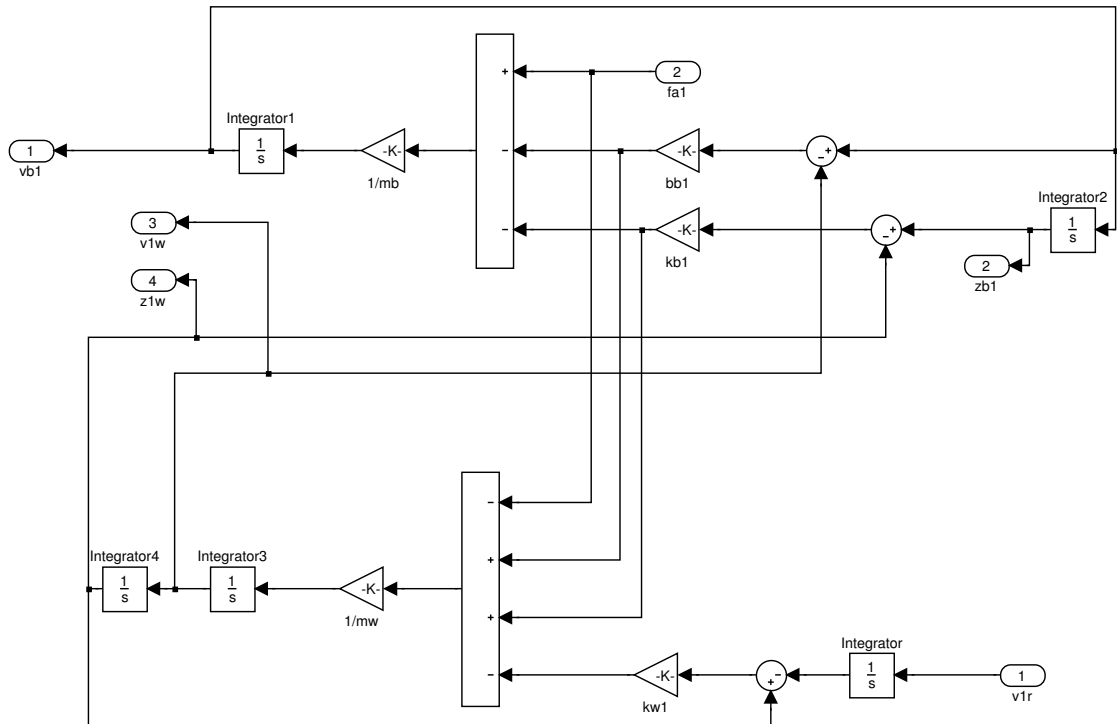 +
2
fa1
Integrator1
1
vb1
1
s
-K-
1/mb
−
-K-
bb1
−
+
Integrator2
3
v1w
−
-K-
kb1
−
+
1
s
4
z1w
2
zb1
−
+
Integrator4
Integrator3
1
s
1
s
-K-
1/mw
+
Integrator
−
-K-
kw1
−
+
1
s
1
v1r